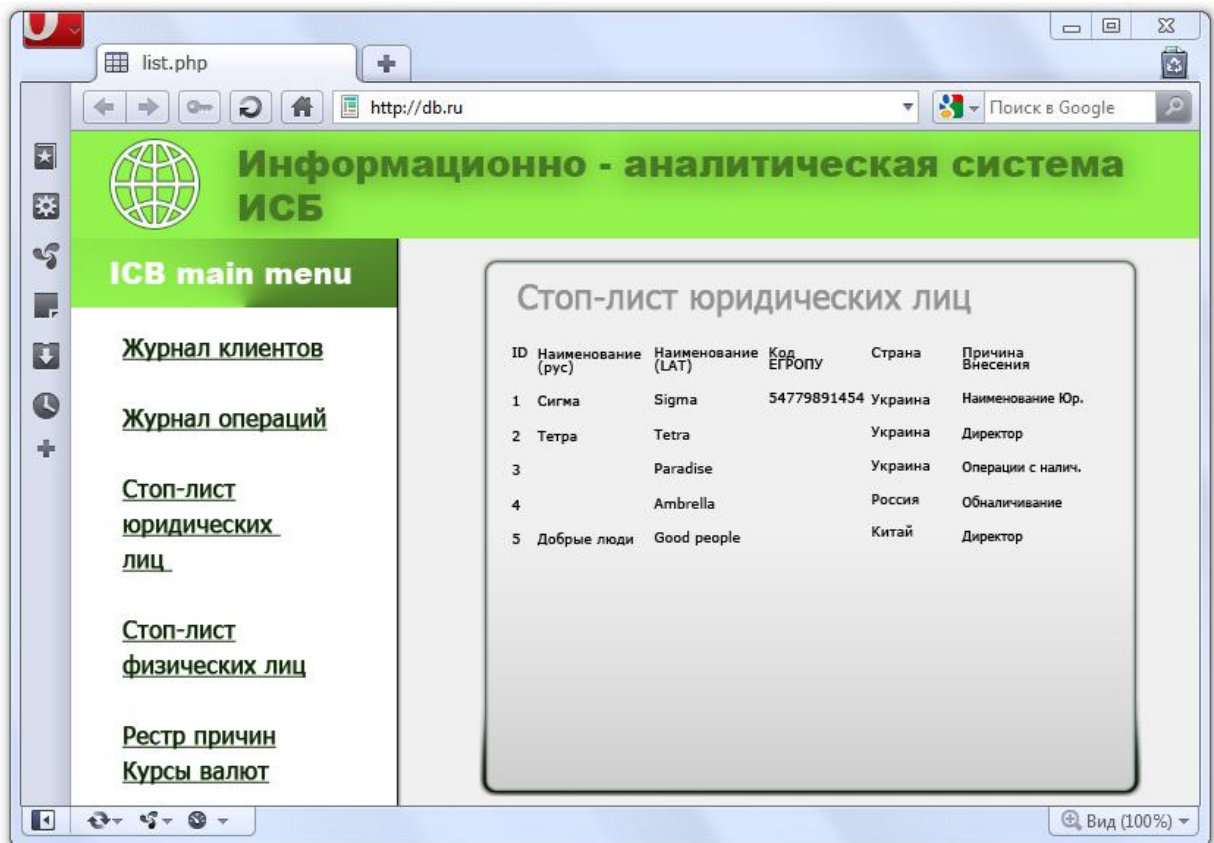 list.php
http://db.ru
Поиск в Google
Информационно - аналитическая система
ИСБ
ICB main menu
Журнал клиентов
Журнал операций
Стоп-лист
юридических
лиц
Стоп-лист
физических лиц
Рестр причин
Курсы валют
Стоп-лист юридических лиц
ID Наименование (рус) Наименование (LAT) Код ЕГРОПУ Страна Причина Внесения
1 Сигма Sigma 54779891454 Украина Наименование Юр.
2 Тетра Tetra Украина Директор
3 Paradise Украина Операции с налич.
4 Ambrella Россия Обналичивание
5 Добрые люди Good people Китай Директор
Вид (100%)